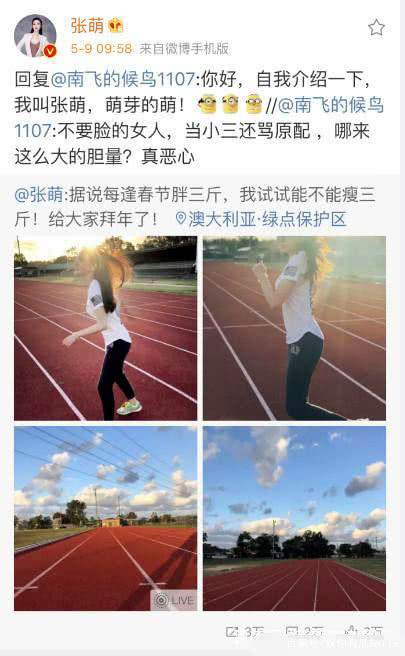 张萌
5-9 09:58 来自微博手机版
回复@南飞的候鸟1107:你好，自我介绍一下，
我叫张萌，萌芽的萌！//@南飞的候鸟
1107:不要脸的女人，当小三还骂原配 ，哪来
这么大的胆量？真恶心
@张萌:据说每逢春节胖三斤，我试试能不能瘦三
斤！给大家拜年了！ 澳大利亚·绿点保护区
LIVE
3万 2万 2万